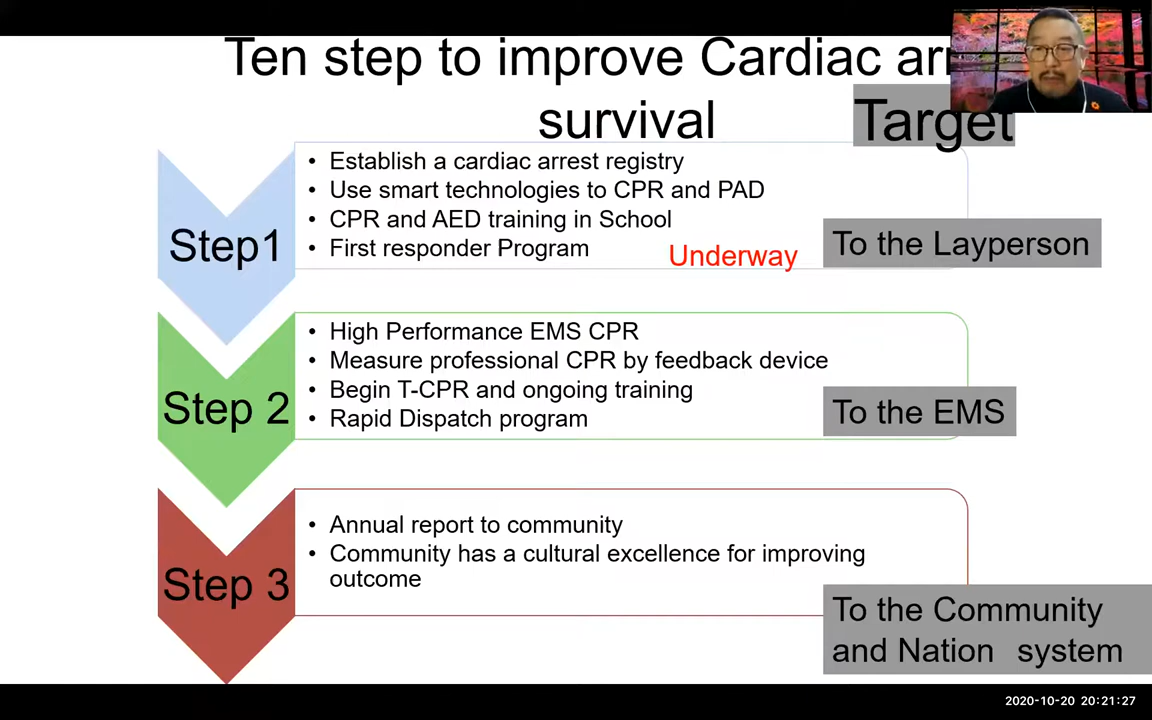 Ten step to improve Cardiac
survival
Target
Step1
• Establish a cardiac arrest registry
• Use smart technologies to CPR and PAD
• CPR and AED training in School
• First responder Program
Underway
To the Layperson
Step 2
• High Performance EMS CPR
• Measure professional CPR by feedback device
• Begin T-CPR and ongoing training
• Rapid Dispatch program
To the EMS
Step 3
• Annual report to community
• Community has a cultural excellence for improving
outcome
To the Community
and Nation system
2020-10-20 20:21:27